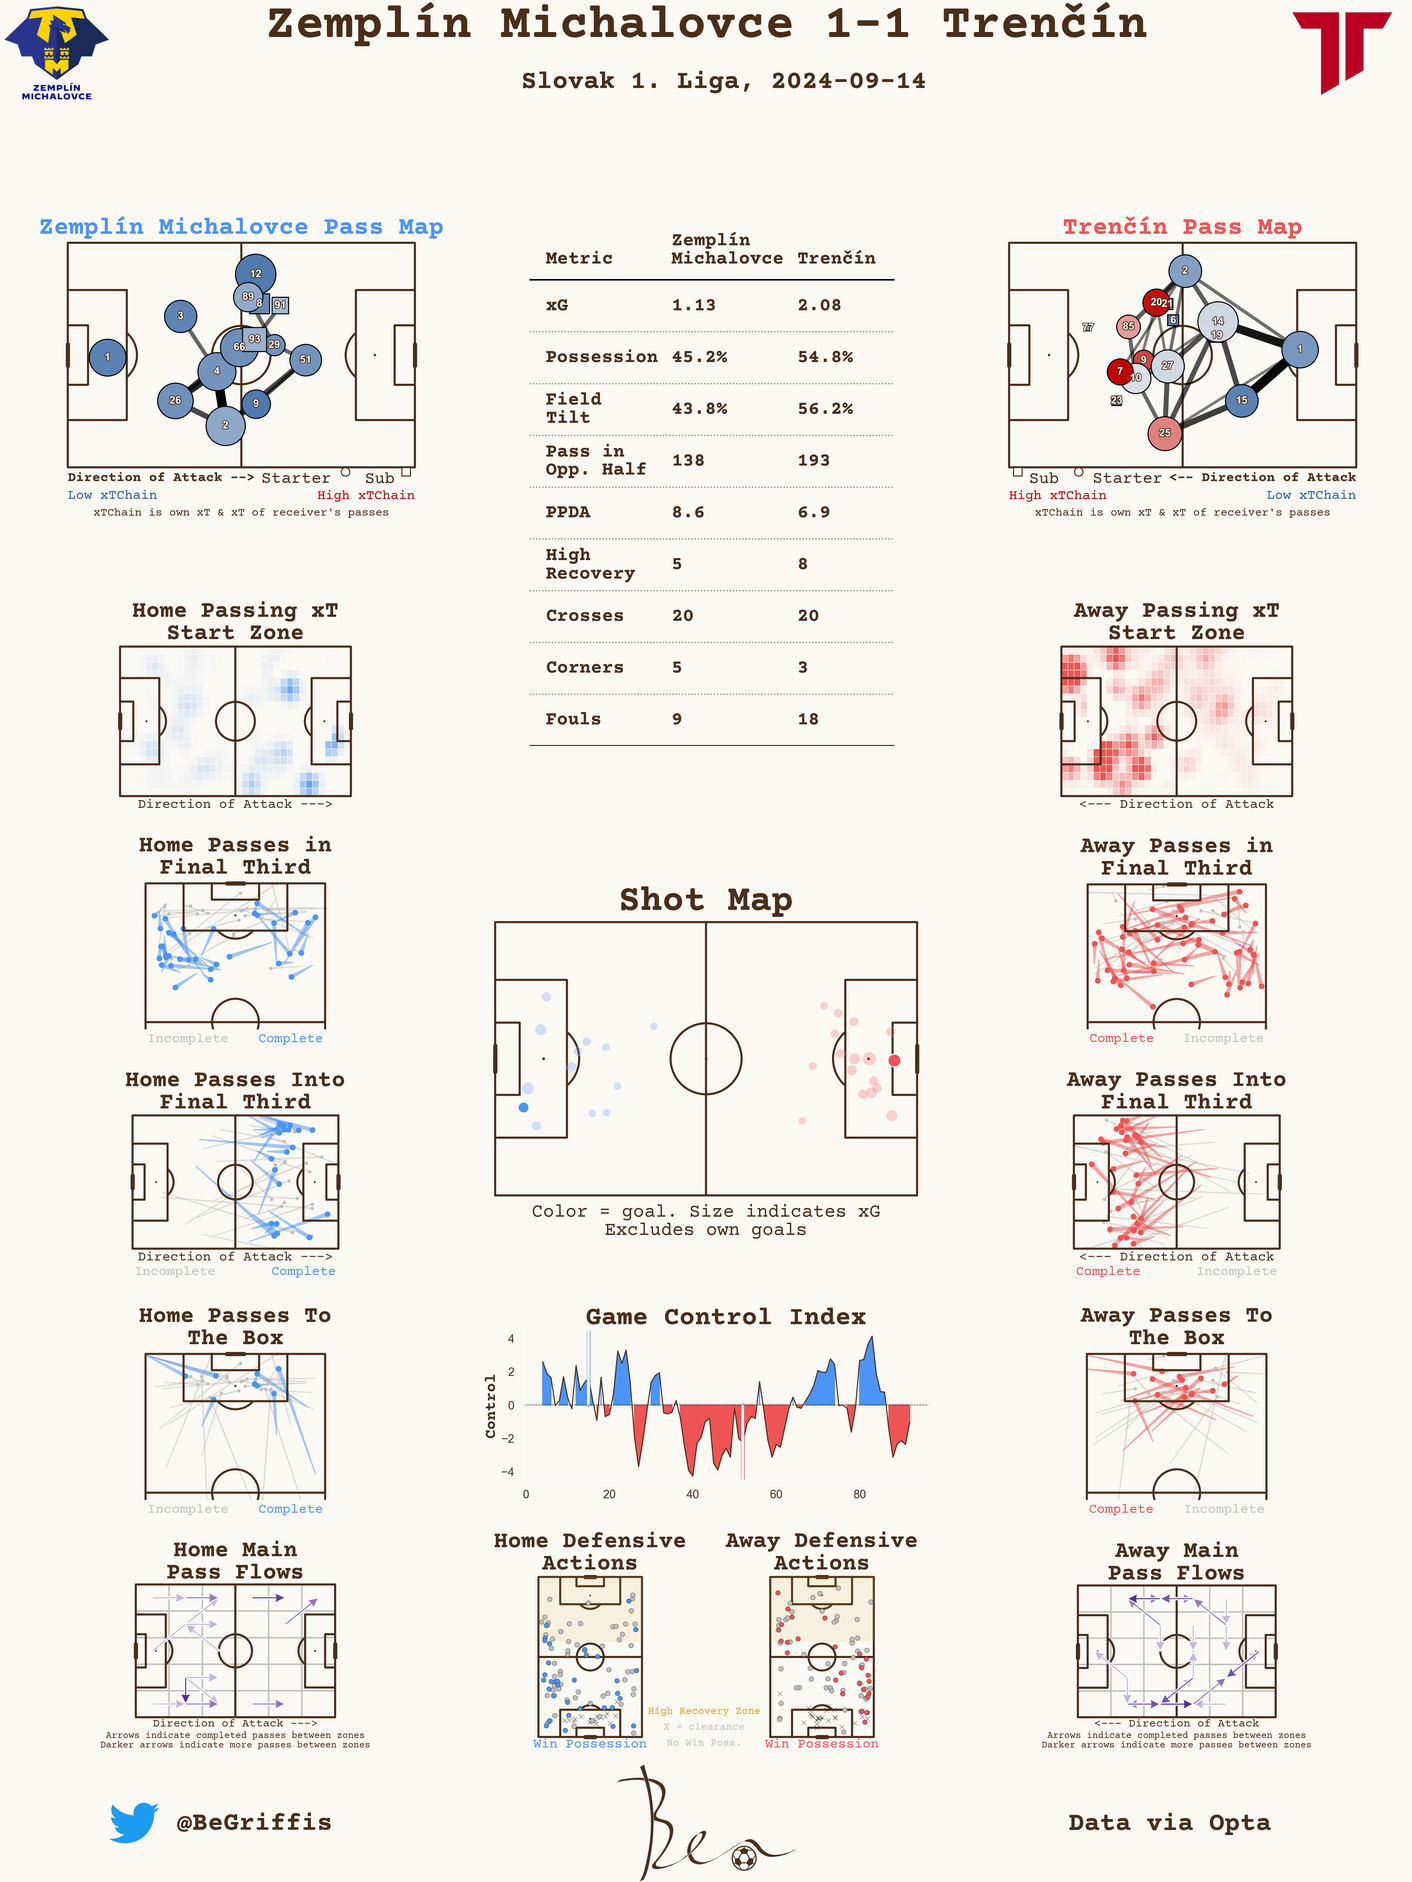 Zemplín Michalovce 1-1 Trenčín
Slovak 1. Liga, 2024-09-14
ZEMPLÍN
MICHALOVCE
Zemplín Michalovce Pass Map
12
89
8
91
3
93
66
29
1
51
4
26
9
2
Direction of Attack --> Starter Sub
Low xTChain High xTChain
xTChain is own xT & xT of receiver's passes
Metric Zemplín Michalovce Trenčín
xG 1.13 2.08
Possession 45.2% 54.8%
Field Tilt 43.8% 56.2%
Pass in Opp. Half 138 193
PPDA 8.6 6.9
High Recovery 5 8
Crosses 20 20
Corners 5 3
Fouls 9 18
Trenčín Pass Map
2
20
21
6
14
77
85
19
1
9
27
7
10
23
15
25
Sub Starter <-- Direction of Attack
High xTChain Low xTChain
xTChain is own xT & xT of receiver's passes
Home Passing xT
Start Zone
Direction of Attack --->
Away Passing xT
Start Zone
<--- Direction of Attack
Home Passes in
Final Third
Incomplete Complete
Away Passes in
Final Third
Complete Incomplete
Shot Map
Color = goal. Size indicates xG
Excludes own goals
Home Passes Into
Final Third
Direction of Attack --->
Incomplete Complete
Away Passes Into
Final Third
<--- Direction of Attack
Complete Incomplete
Home Passes To
The Box
Incomplete Complete
Game Control Index
Control
4
2
0
−2
−4
0 20 40 60 80
Away Passes To
The Box
Complete Incomplete
Home Main
Pass Flows
Direction of Attack --->
Arrows indicate completed passes between zones
Darker arrows indicate more passes between zones
Home Defensive
Actions
Win Possession
Away Defensive
Actions
Win Possession
High Recovery Zone
X = clearance
No Win Poss.
Away Main
Pass Flows
<--- Direction of Attack
Arrows indicate completed passes between zones
Darker arrows indicate more passes between zones
@BeGriffis
Ben
Data via Opta